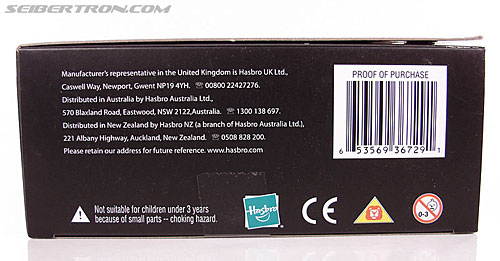 SEIBERTRON.COM
Manufacturer's representative in the United Kingdom is Hasbro UK Ltd.,
Caswell Way, Newport, Gwent NP19 4YH. ☏ 00800 22427276.
Distributed in Australia by Hasbro Australia Ltd.,
570 Blaxland Road, Eastwood, NSW 2122, Australia. ☏ 1300 138 697.
Distributed in New Zealand by Hasbro NZ (a branch of Hasbro Australia Ltd.),
221 Albany Highway, Auckland, New Zealand. ☏ 0508 828 200.
Please retain our address for future reference. www.hasbro.com
PROOF OF PURCHASE
6 53569 36729 1
Not suitable for children under 3 years
because of small parts -- choking hazard.
Hasbro
CE
0-3